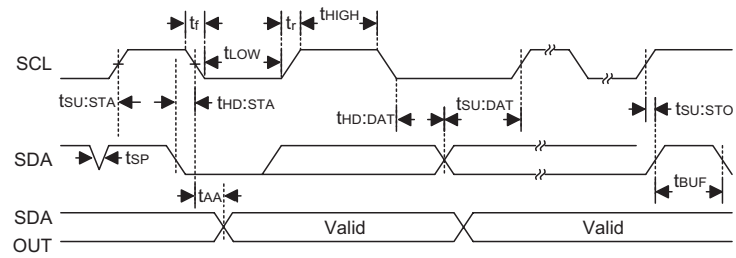 tf
tr
tHIGH
SCL
tLOW
tSU:STA
tHD:STA
tHD:DAT
tSU:DAT
tSU:STO
SDA
tSP
tBUF
tAA
SDA
OUT
Valid
Valid